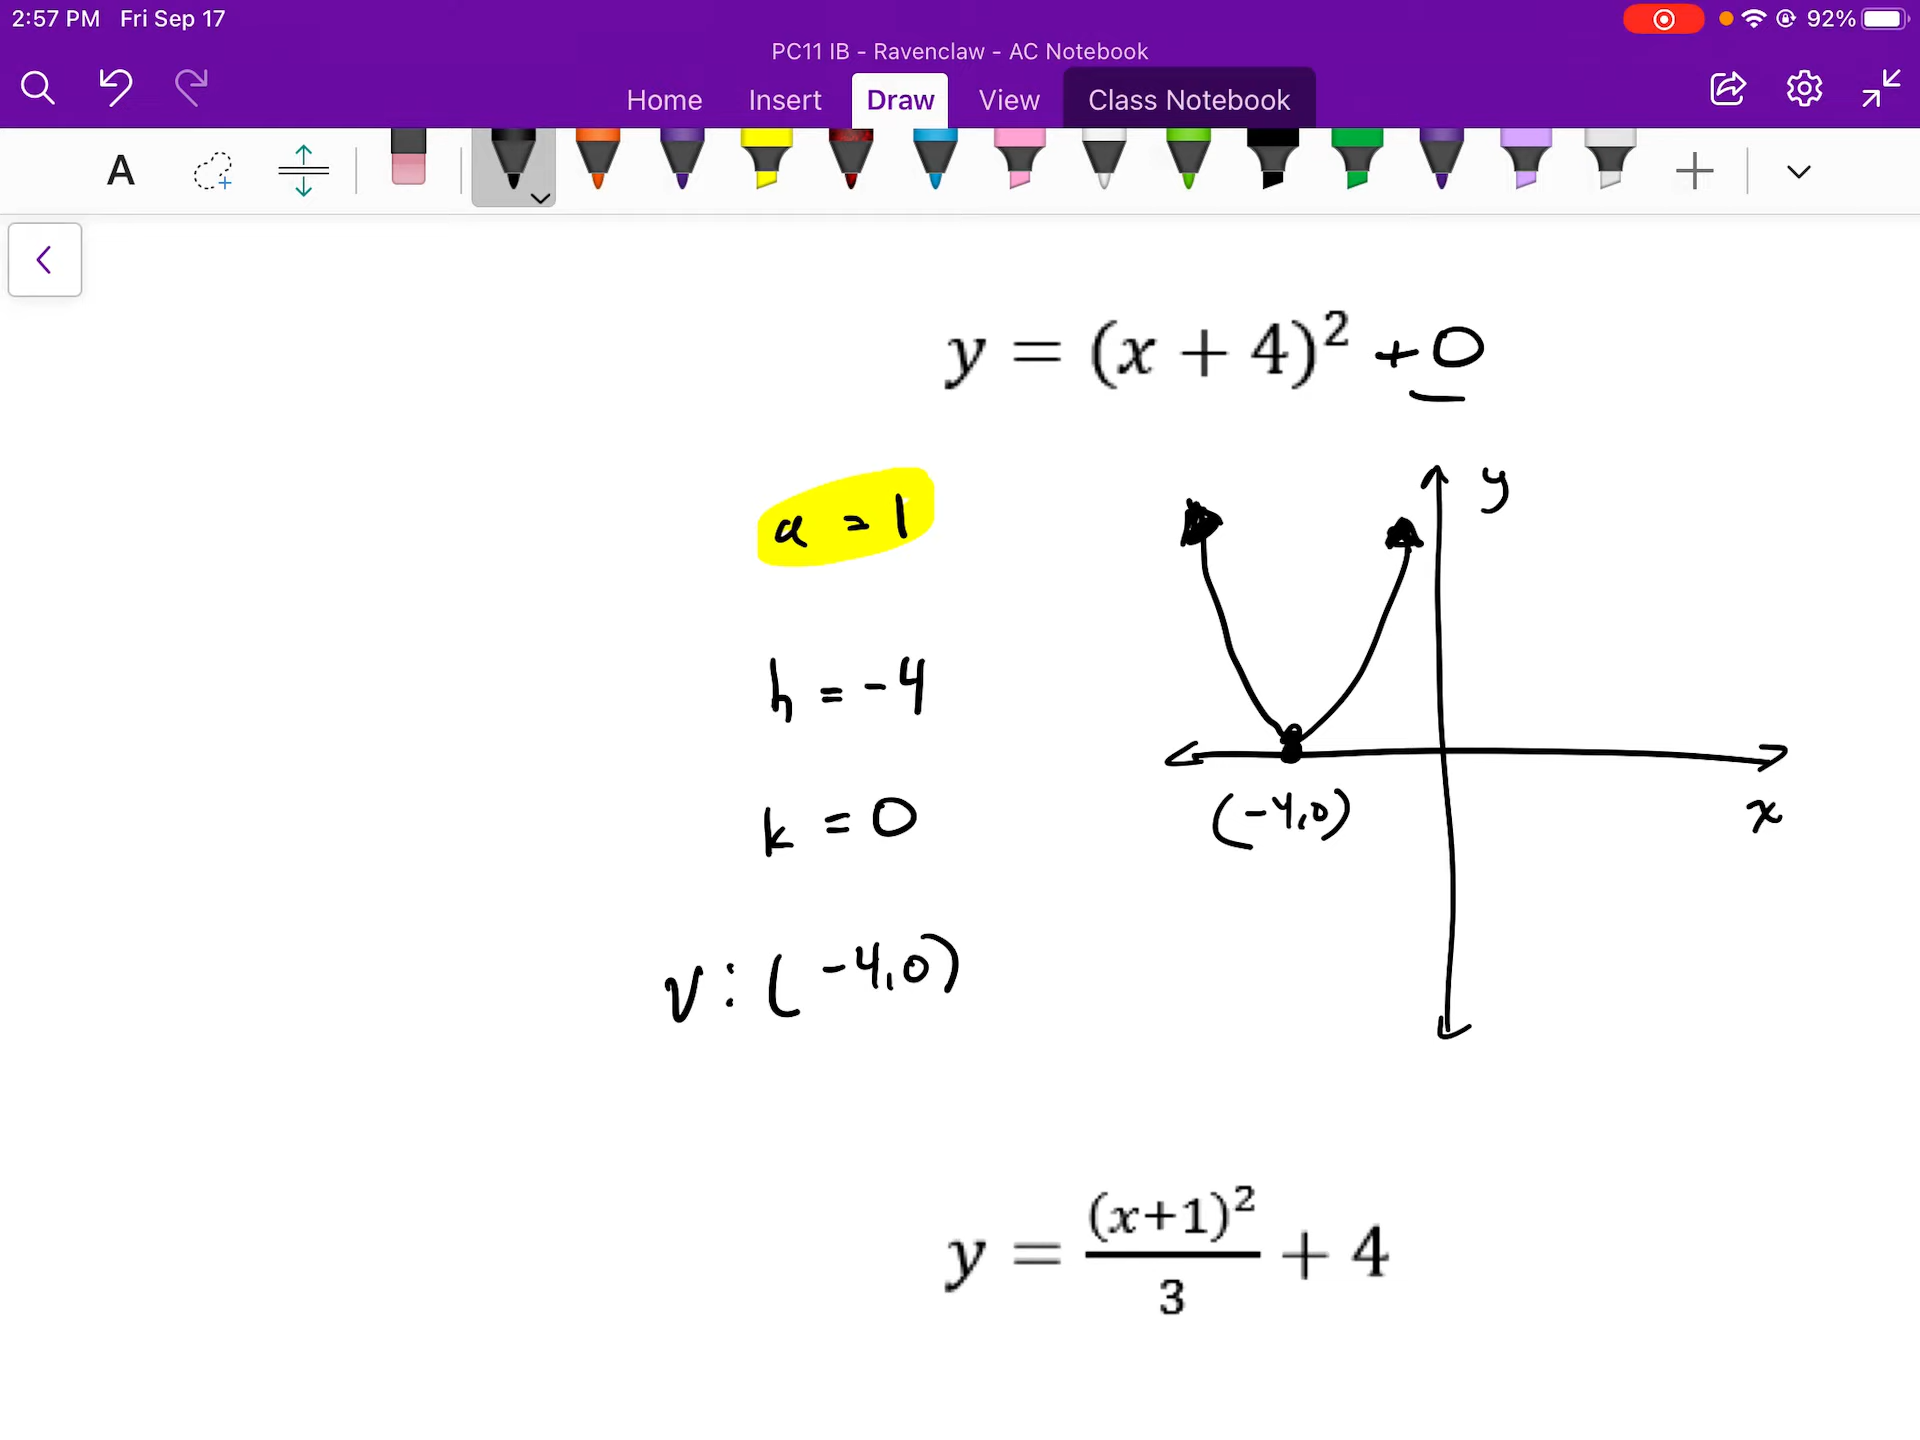 2:57 PM Fri Sep 17
92%
PC11 IB - Ravenclaw - AC Notebook
Home Insert Draw View Class Notebook
A
y = (x + 4)² + 0
y
a = 1
h = -4
k = 0
(-4,0)
x
V: (-4,0)
y = (x+1)²/3 + 4